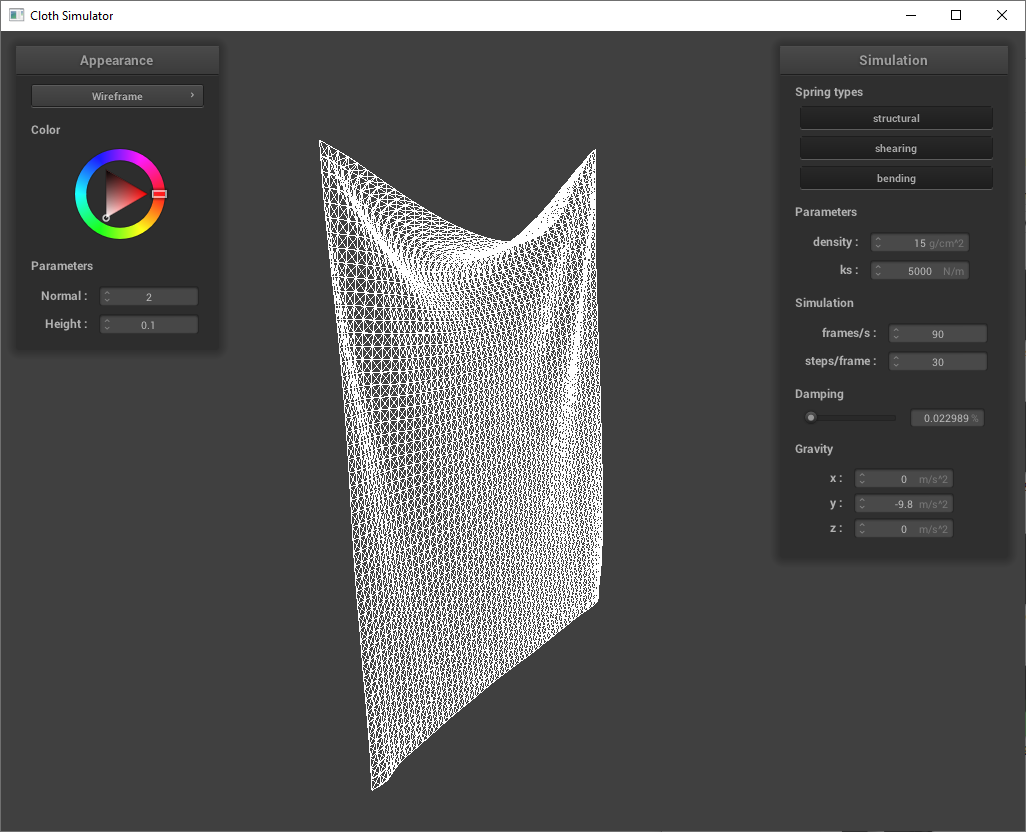 Cloth Simulator
Appearance
Wireframe
Color
Parameters
Normal : 2
Height : 0.1
Simulation
Spring types
structural
shearing
bending
Parameters
density : 15 g/cm^2
ks : 5000 N/m
Simulation
frames/s : 90
steps/frame : 30
Damping
0.022989 %
Gravity
x : 0 m/s^2
y : -9.8 m/s^2
z : 0 m/s^2